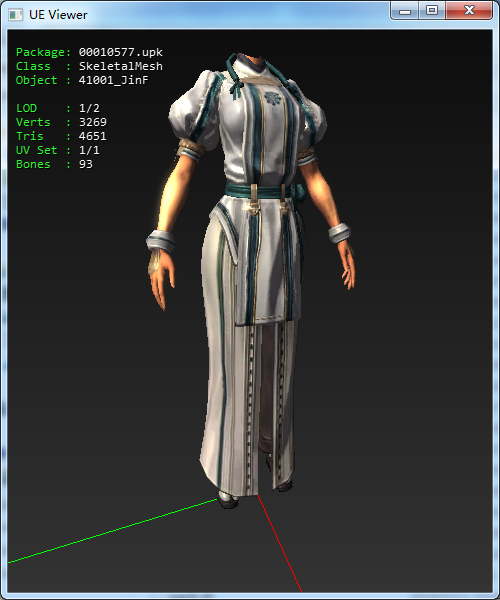 UE Viewer
Package: 00010577.upk
Class : SkeletalMesh
Object : 41001_JinF
LOD : 1/2
Verts : 3269
Tris : 4651
UV Set : 1/1
Bones : 93